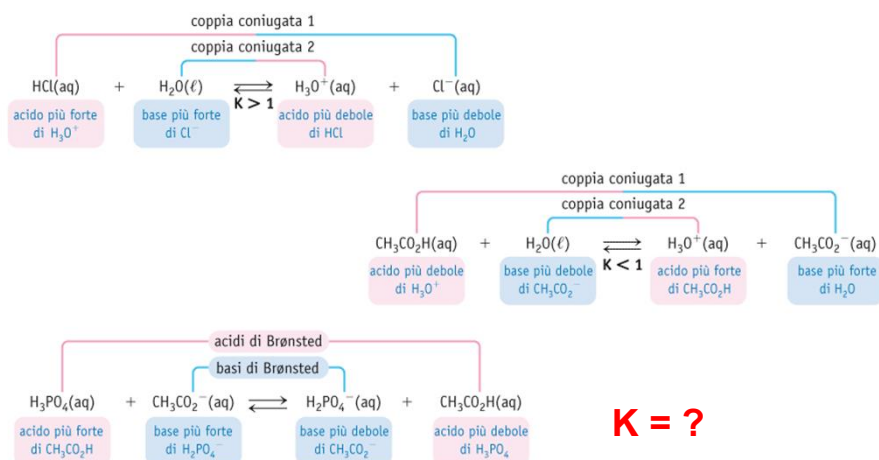 coppia coniugata 1
coppia coniugata 2
HCl(aq) + H₂O(ℓ) ⇌ H₃O⁺(aq) + Cl⁻(aq)
K > 1
acido più forte di H₃O⁺
base più forte di Cl⁻
acido più debole di HCl
base più debole di H₂O
coppia coniugata 1
coppia coniugata 2
CH₃CO₂H(aq) + H₂O(ℓ) ⇌ H₃O⁺(aq) + CH₃CO₂⁻(aq)
K < 1
acido più debole di H₃O⁺
base più debole di CH₃CO₂⁻
acido più forte di CH₃CO₂H
base più forte di H₂O
acidi di Brønsted
basi di Brønsted
H₃PO₄(aq) + CH₃CO₂⁻(aq) ⇌ H₂PO₄⁻(aq) + CH₃CO₂H(aq)
acido più forte di CH₃CO₂H
base più forte di H₂PO₄⁻
base più debole di CH₃CO₂⁻
acido più debole di H₃PO₄
K = ?